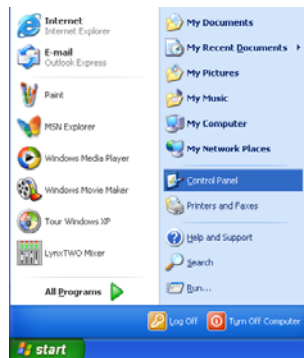 Internet
Internet Explorer
E-mail
Outlook Express
Paint
MSN Explorer
Windows Media Player
Windows Movie Maker
Tour Windows XP
LynxTWO Mixer
All Programs
My Documents
My Recent Documents
My Pictures
My Music
My Computer
My Network Places
Control Panel
Printers and Faxes
Help and Support
Search
Run...
Log Off
Turn Off Computer
start